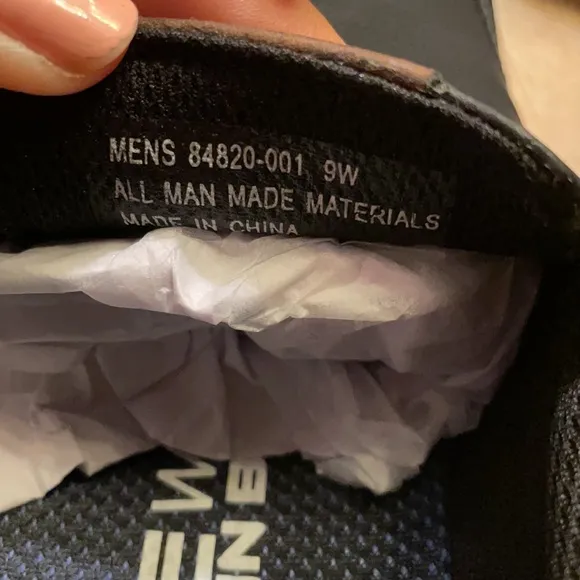 MENS 84820-001 9W
ALL MAN MADE MATERIALS
MADE IN CHINA